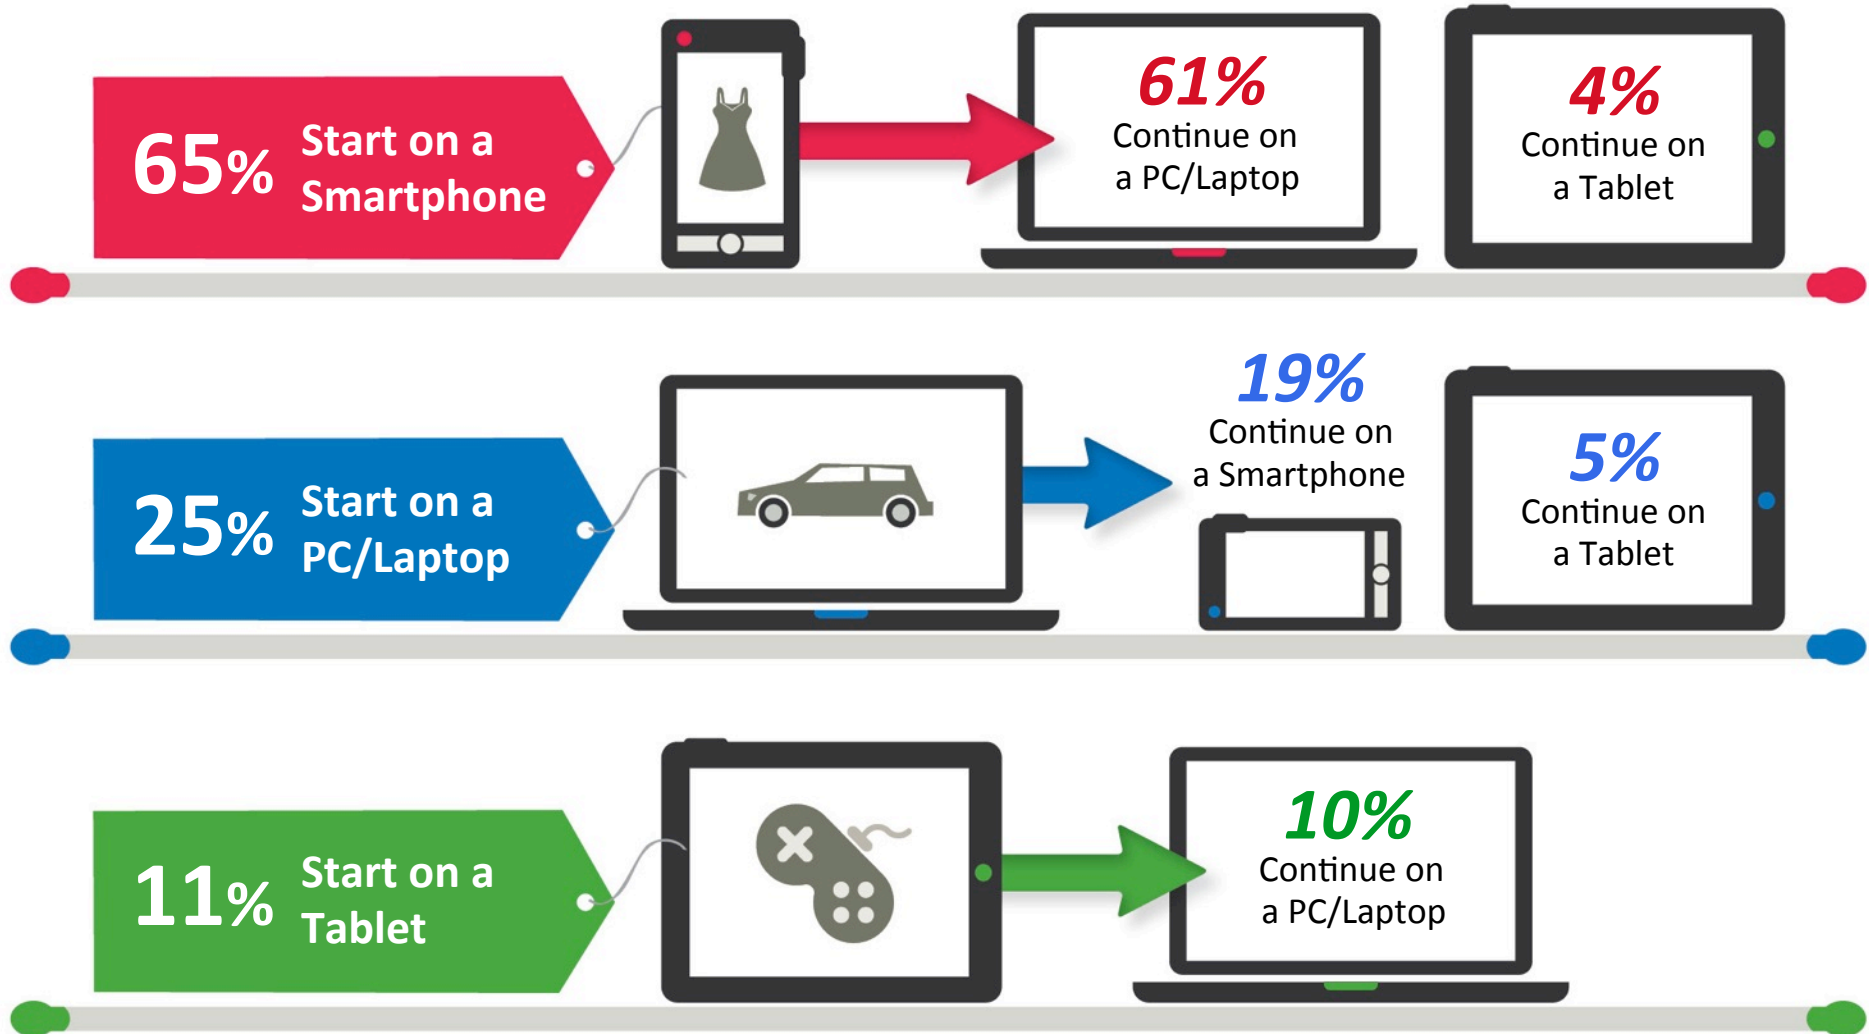 65% Start on a
Smartphone
61%
Continue on
a PC/Laptop
4%
Continue on
a Tablet
25% Start on a
PC/Laptop
19%
Continue on
a Smartphone
5%
Continue on
a Tablet
11% Start on a
Tablet
10%
Continue on
a PC/Laptop